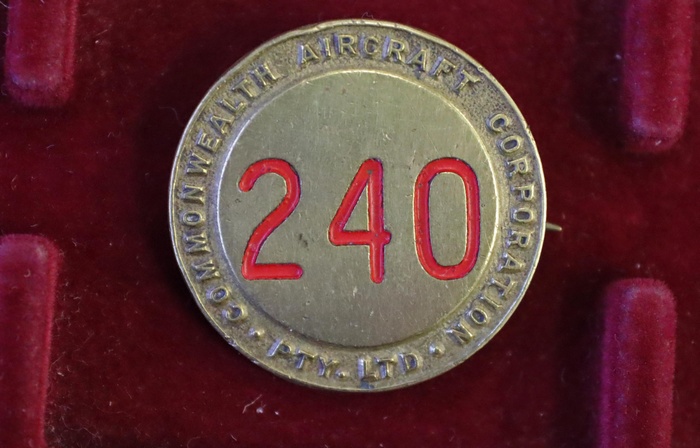 COMMONWEALTH AIRCRAFT CORPORATION
· PTY. LTD ·
240